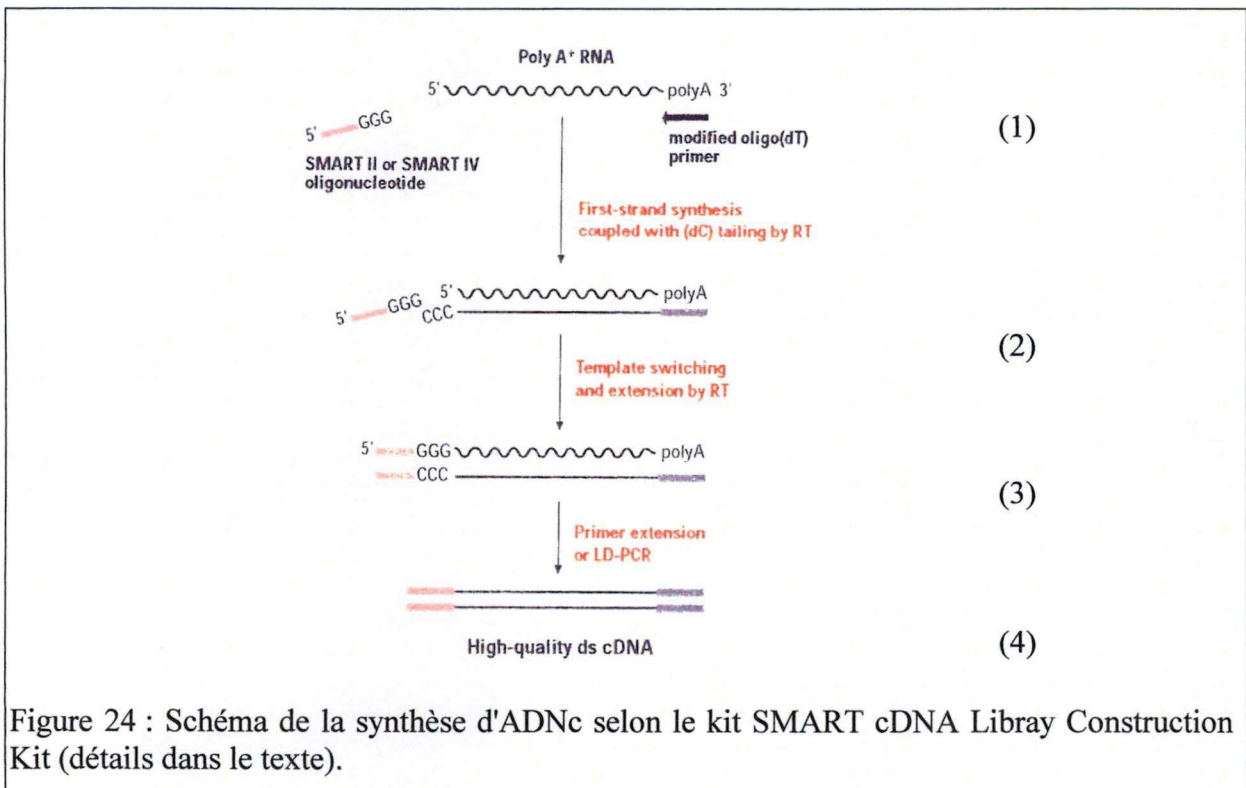 Poly A+ RNA
5' polyA 3'
(1)
5' GGG
modified oligo(dT)
primer
SMART II or SMART IV
oligonucleotide
First-strand synthesis
coupled with (dC) tailing by RT
5' polyA
5' GGG
CCC
(2)
Template switching
and extension by RT
5' GGG polyA
CCC
(3)
Primer extension
or LD-PCR
High-quality ds cDNA
(4)
Figure 24 : Schéma de la synthèse d'ADNc selon le kit SMART cDNA Libray Construction
Kit (détails dans le texte).